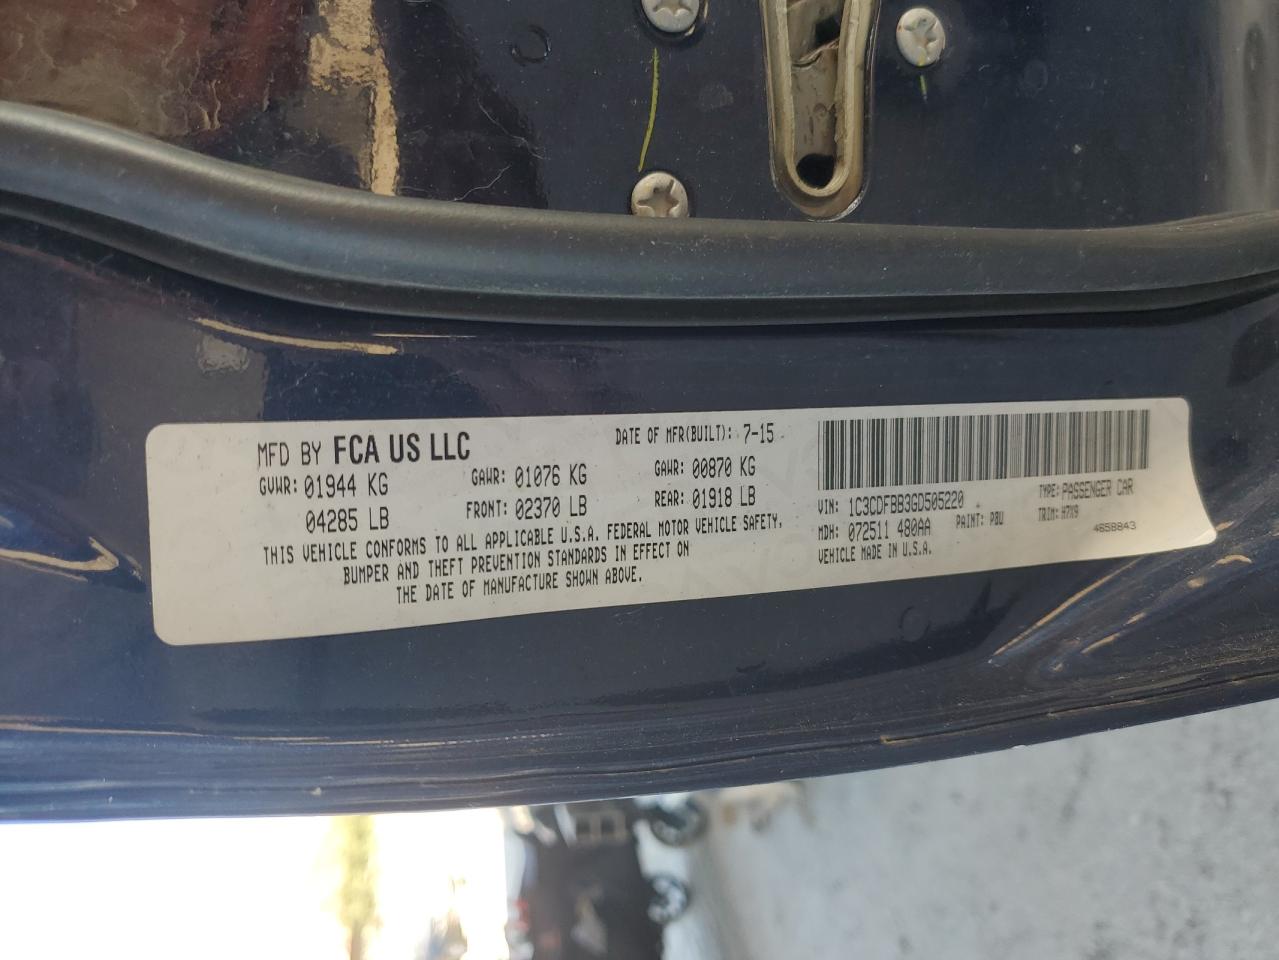 MFD BY FCA US LLC DATE OF MFR(BUILT): 7-15
GVWR: 01944 KG GAWR: 01076 KG GAWR: 00870 KG
04285 LB FRONT: 02370 LB REAR: 01918 LB
THIS VEHICLE CONFORMS TO ALL APPLICABLE U.S.A. FEDERAL MOTOR VEHICLE SAFETY,
BUMPER AND THEFT PREVENTION STANDARDS IN EFFECT ON
THE DATE OF MANUFACTURE SHOWN ABOVE.
VIN: 1C3CDFBB3GD505220 TYPE: PASSENGER CAR
MDH: 072511 480AA PAINT: PBU TRIM: H7X9
VEHICLE MADE IN U.S.A. 4658843